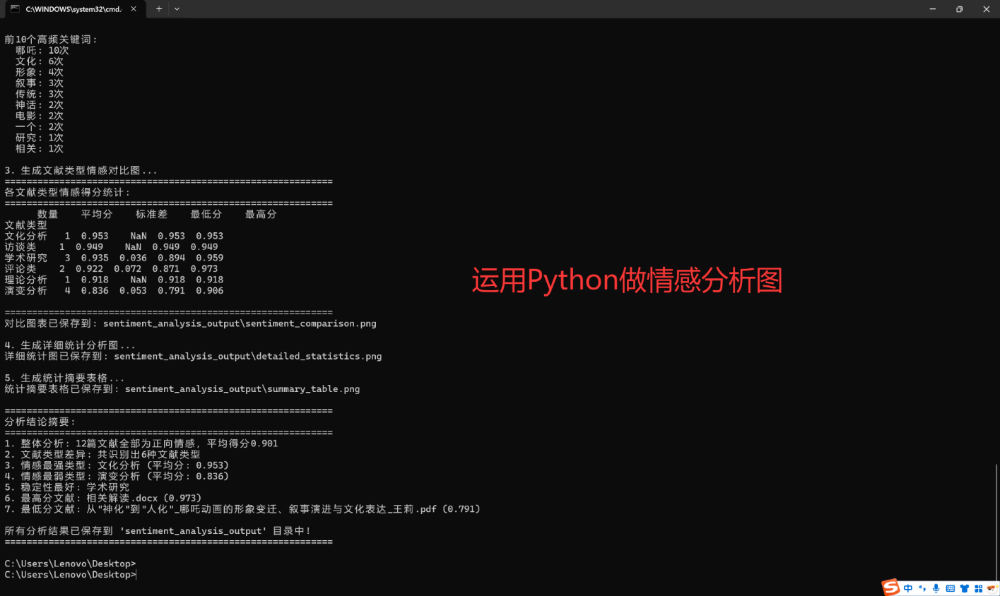 C:\WINDOWS\system32\cmd.
前10个高频关键词:
哪吒: 10次
文化: 6次
形象: 4次
叙事: 3次
传统: 3次
神话: 2次
电影: 2次
一个: 2次
研究: 1次
相关: 1次
3. 生成文献类型情感对比图...
============================================================
各文献类型情感得分统计:
============================================================
数量 平均分 标准差 最低分 最高分
文献类型
文化分析 1 0.953 NaN 0.953 0.953
访谈类 1 0.949 NaN 0.949 0.949
学术研究 3 0.935 0.036 0.894 0.959
评论类 2 0.922 0.072 0.871 0.973
理论分析 1 0.918 NaN 0.918 0.918
演变分析 4 0.836 0.053 0.791 0.906
运用Python做情感分析图
============================================================
对比图表已保存到: sentiment_analysis_output\sentiment_comparison.png
4. 生成详细统计分析图...
详细统计图已保存到: sentiment_analysis_output\detailed_statistics.png
5. 生成统计摘要表格...
统计摘要表格已保存到: sentiment_analysis_output\summary_table.png
============================================================
分析结论摘要:
============================================================
1. 整体分析: 12篇文献全部为正向情感, 平均得分0.901
2. 文献类型差异: 共识别出6种文献类型
3. 情感最强类型: 文化分析 (平均分: 0.953)
4. 情感最弱类型: 演变分析 (平均分: 0.836)
5. 稳定性最好: 学术研究
6. 最高分文献: 相关解读.docx (0.973)
7. 最低分文献: 从"神化"到"人化"_哪吒动画的形象变迁、叙事演进与文化表达_王莉.pdf (0.791)
所有分析结果已保存到 'sentiment_analysis_output' 目录中!
============================================================
C:\Users\Lenovo\Desktop>
C:\Users\Lenovo\Desktop>
中